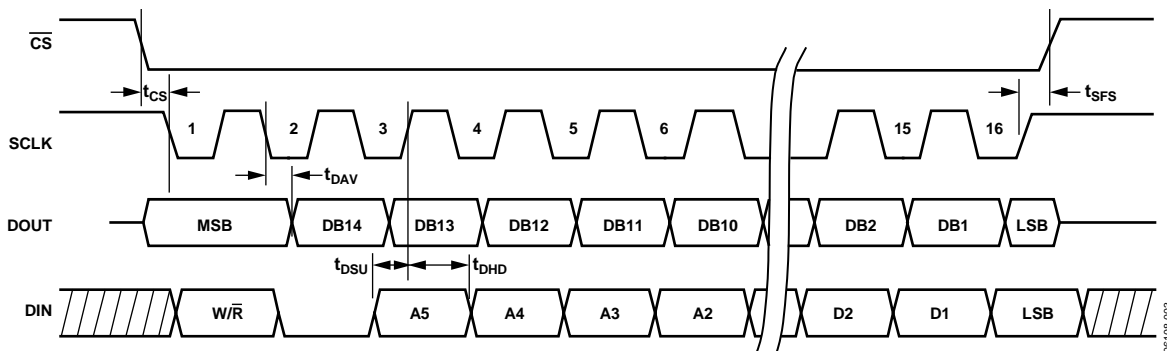 CS
tCS
tSFS
SCLK
1 2 3 4 5 6 15 16
tDAV
DOUT
MSB DB14 DB13 DB12 DB11 DB10 DB2 DB1 LSB
tDSU
tDHD
DIN
W/R A5 A4 A3 A2 D2 D1 LSB